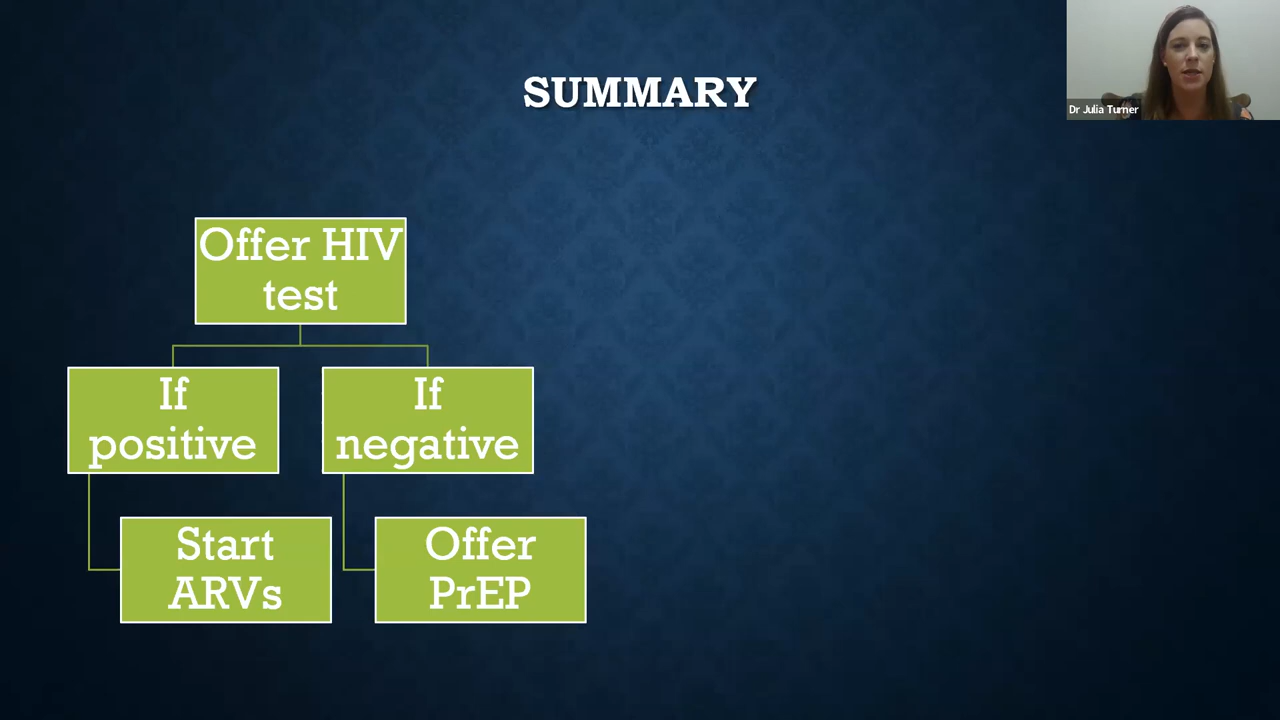 SUMMARY
Dr Julia Turner
Offer HIV
test
If
positive
If
negative
Start
ARVs
Offer
PrEP